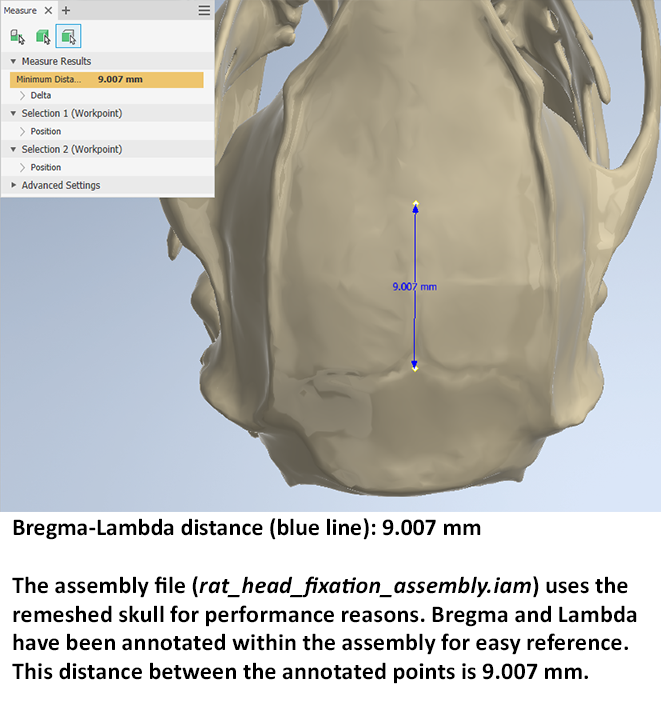 Measure
Measure Results
Minimum Dista... 9.007 mm
Delta
Selection 1 (Workpoint)
Position
Selection 2 (Workpoint)
Position
Advanced Settings
9.007 mm
Bregma-Lambda distance (blue line): 9.007 mm
The assembly file (rat_head_fixation_assembly.iam) uses the
remeshed skull for performance reasons. Bregma and Lambda
have been annotated within the assembly for easy reference.
This distance between the annotated points is 9.007 mm.